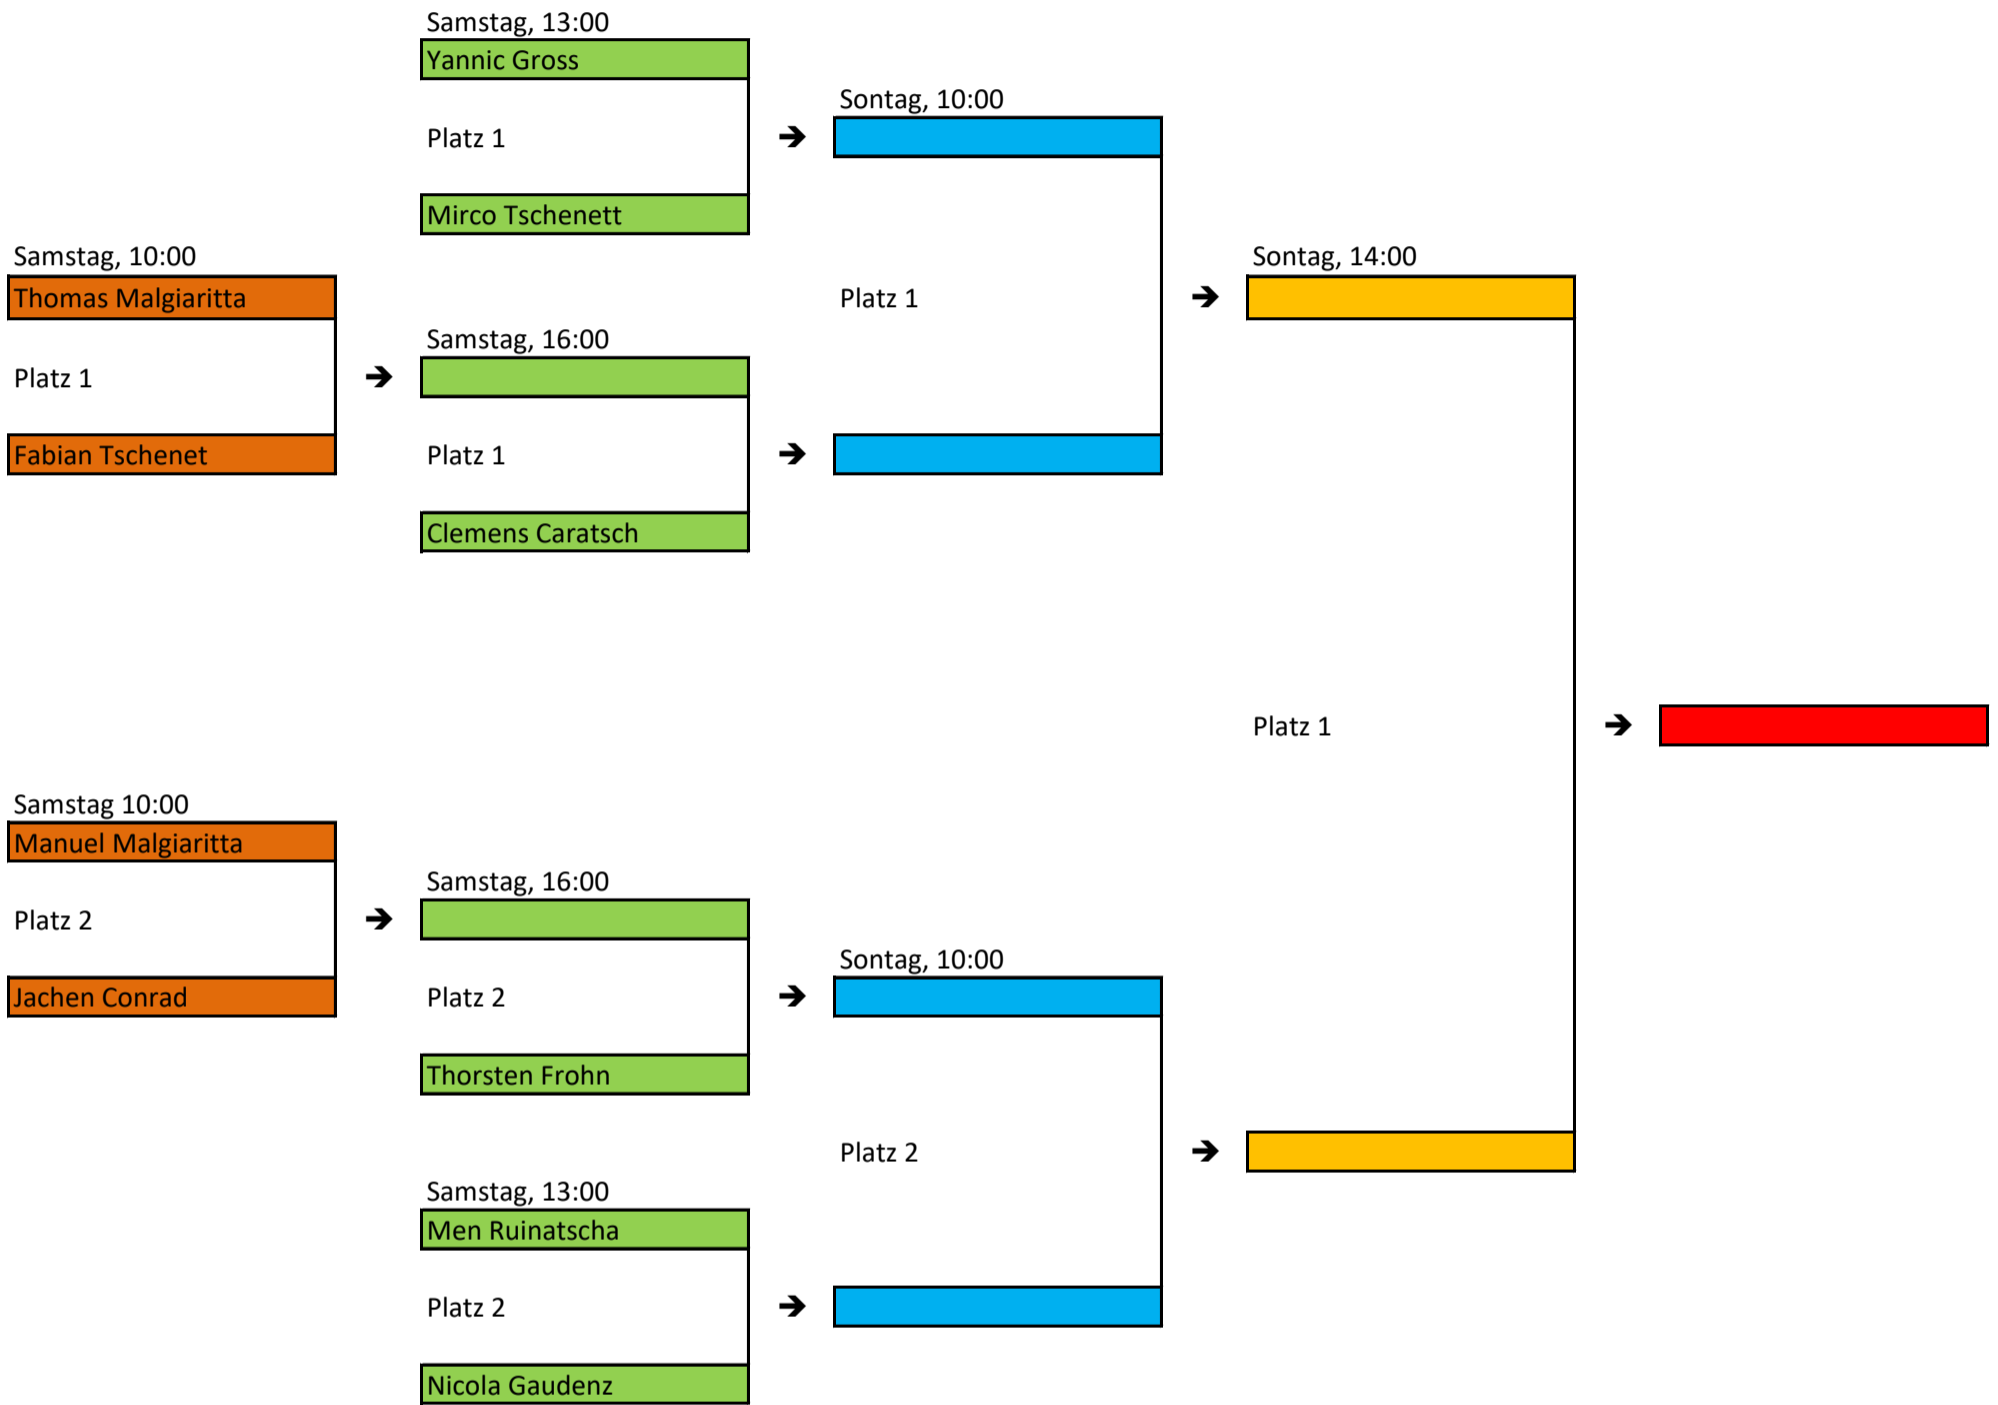 Samstag, 13:00
Yannic Gross
Platz 1
Mirco Tschenett
Samstag, 10:00
Thomas Malgiaritta
Platz 1
Fabian Tschenet
Samstag, 16:00
Platz 1
Clemens Caratsch
Sontag, 10:00
Platz 1
Sontag, 14:00
Platz 1
Samstag 10:00
Manuel Malgiaritta
Platz 2
Jachen Conrad
Samstag, 16:00
Platz 2
Thorsten Frohn
Samstag, 13:00
Men Ruinatscha
Platz 2
Nicola Gaudenz
Sontag, 10:00
Platz 2